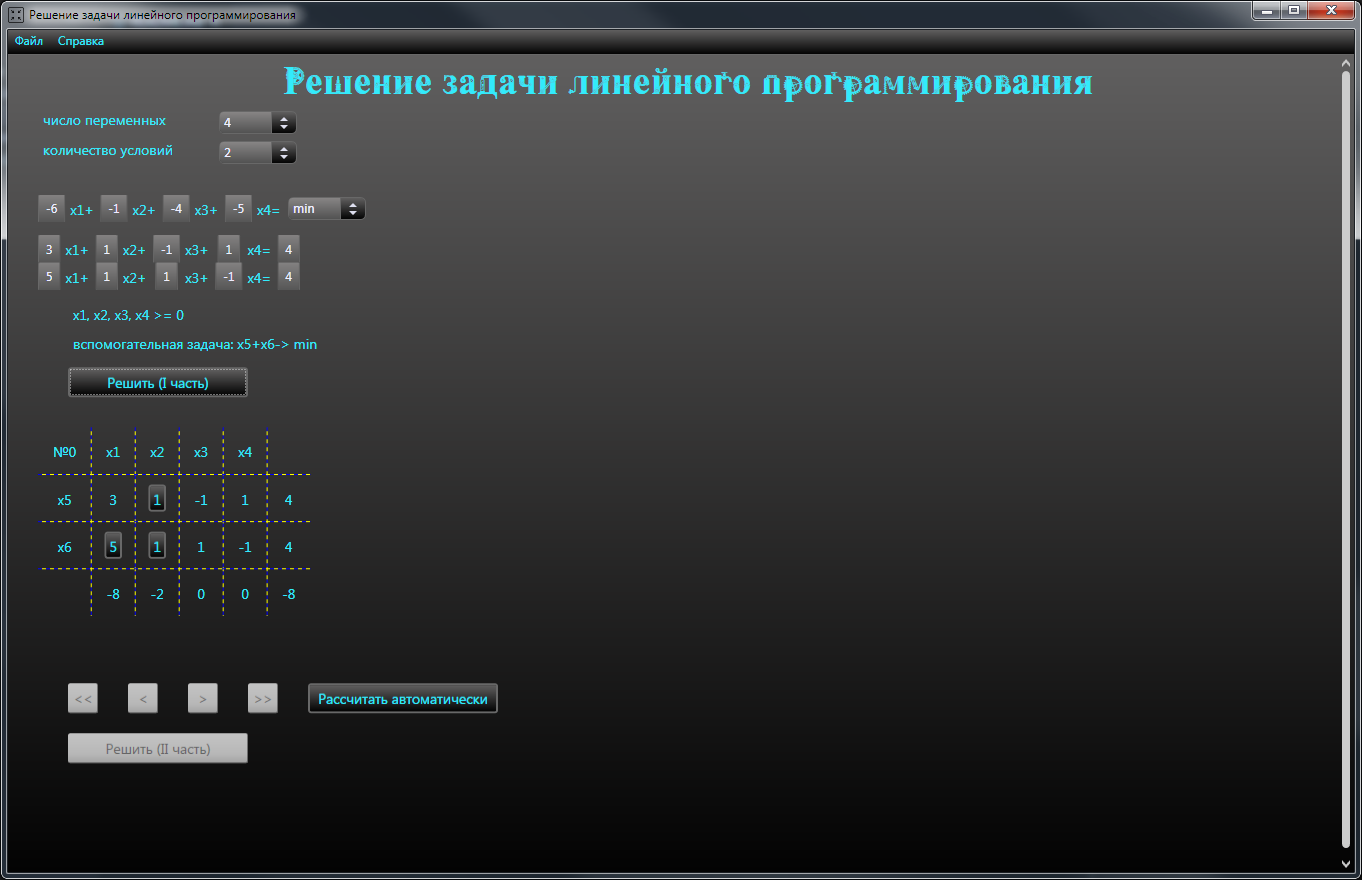 Решение задачи линейного программирования
Файл Справка
Решение задачи линейного программирования
число переменных 4
количество условий 2
-6 x1+ -1 x2+ -4 x3+ -5 x4= min
3 x1+ 1 x2+ -1 x3+ 1 x4= 4
5 x1+ 1 x2+ 1 x3+ -1 x4= 4
x1, x2, x3, x4 >= 0
вспомогательная задача: x5+x6-> min
Решить (I часть)
№0 x1 x2 x3 x4
x5 3 1 -1 1 4
x6 5 1 1 -1 4
-8 -2 0 0 -8
<< < > >> Рассчитать автоматически
Решить (II часть)